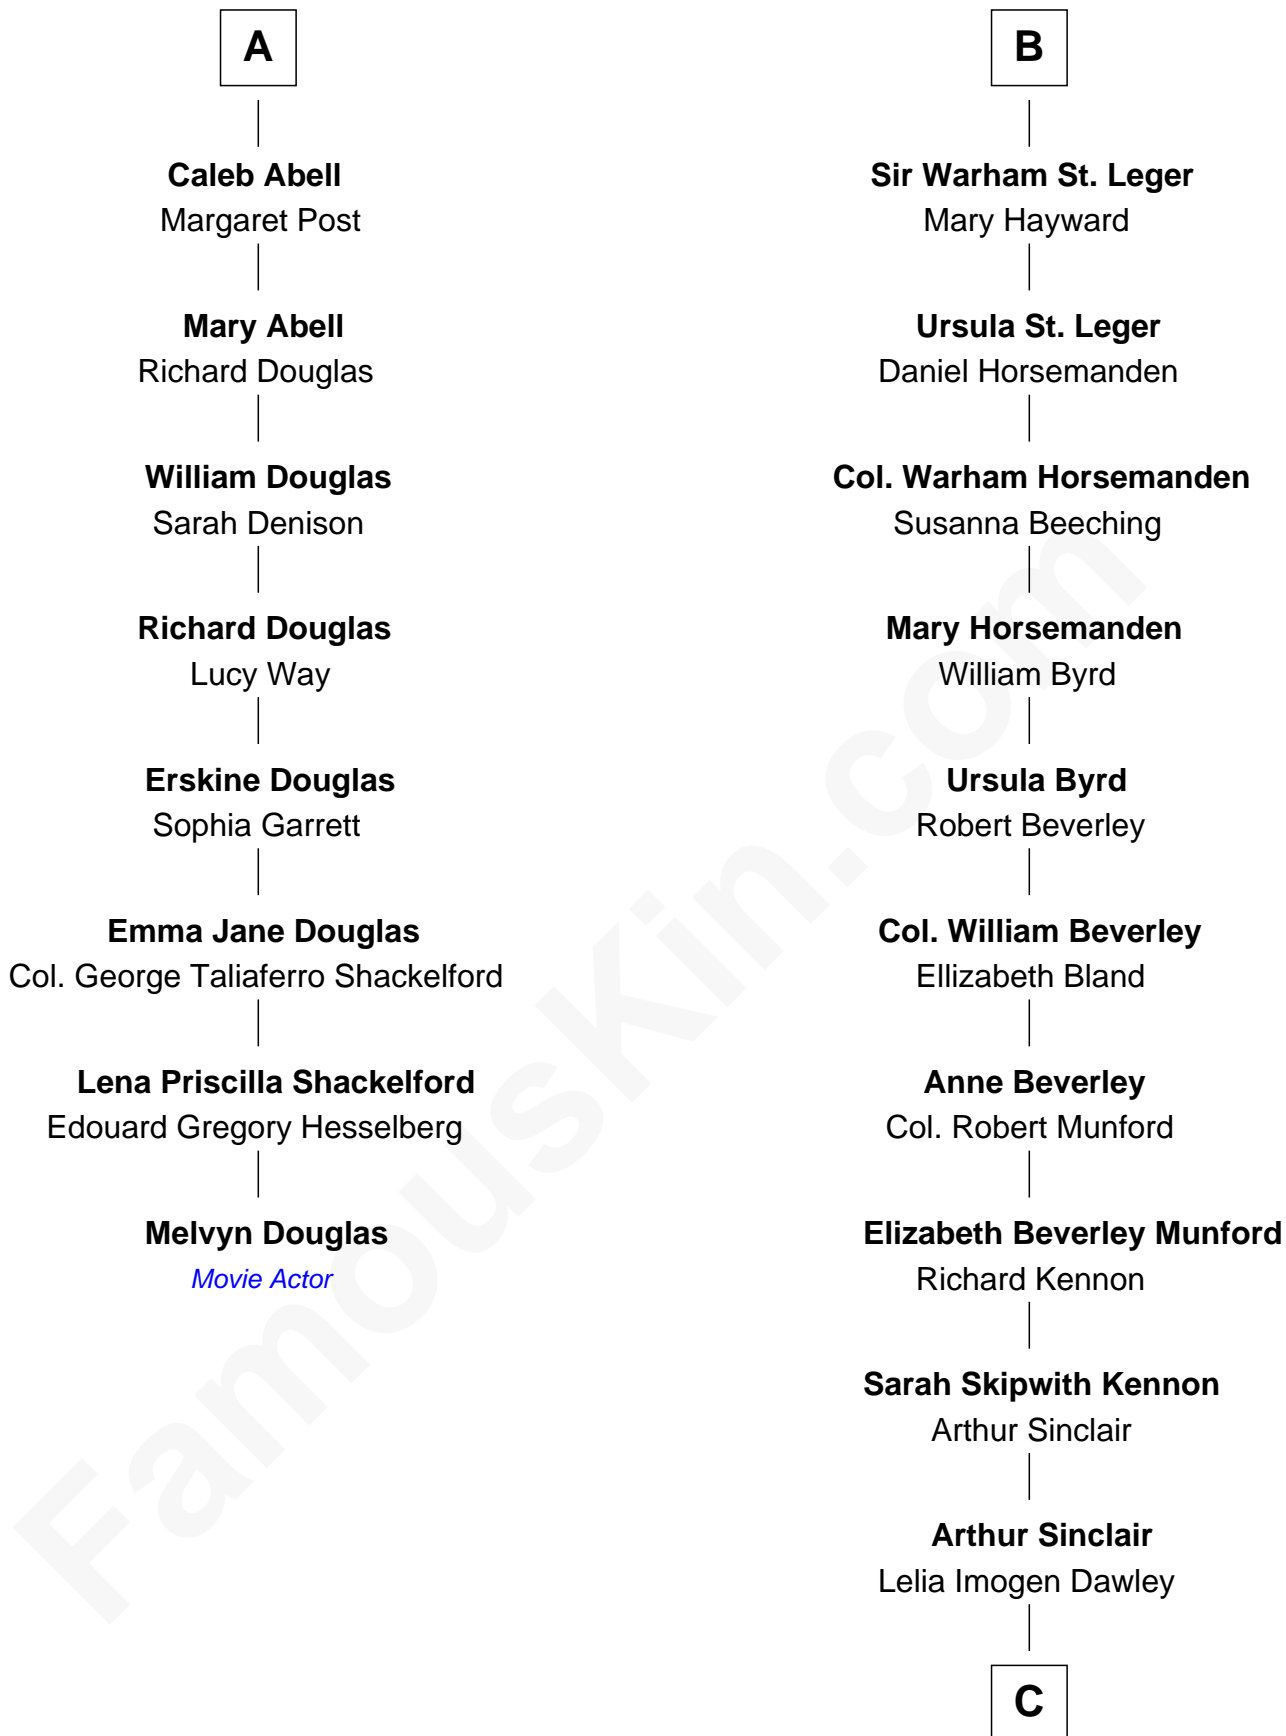 A
Caleb Abell
Margaret Post
Mary Abell
Richard Douglas
William Douglas
Sarah Denison
Richard Douglas
Lucy Way
Erskine Douglas
Sophia Garrett
Emma Jane Douglas
Col. George Taliaferro Shackelford
Lena Priscilla Shackelford
Edouard Gregory Hesselberg
Melvyn Douglas
Movie Actor
B
Sir Warham St. Leger
Mary Hayward
Ursula St. Leger
Daniel Horsemanden
Col. Warham Horsemanden
Susanna Beeching
Mary Horsemanden
William Byrd
Ursula Byrd
Robert Beverley
Col. William Beverley
Ellizabeth Bland
Anne Beverley
Col. Robert Munford
Elizabeth Beverley Munford
Richard Kennon
Sarah Skipwith Kennon
Arthur Sinclair
Arthur Sinclair
Lelia Imogen Dawley
C
FamousKin.com